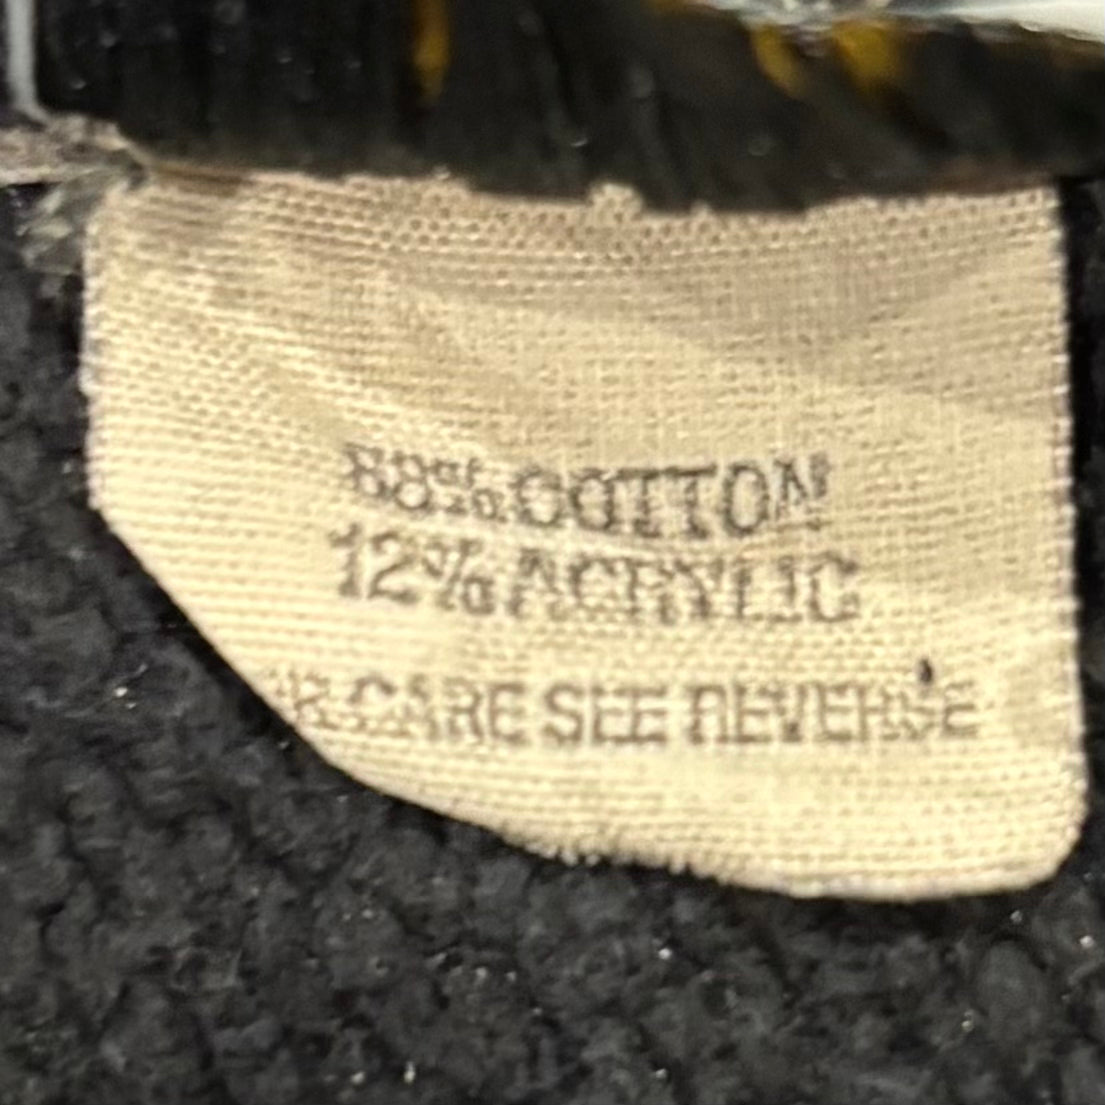 88% COTTON
12% ACRYLIC
CARE SEE REVERSE